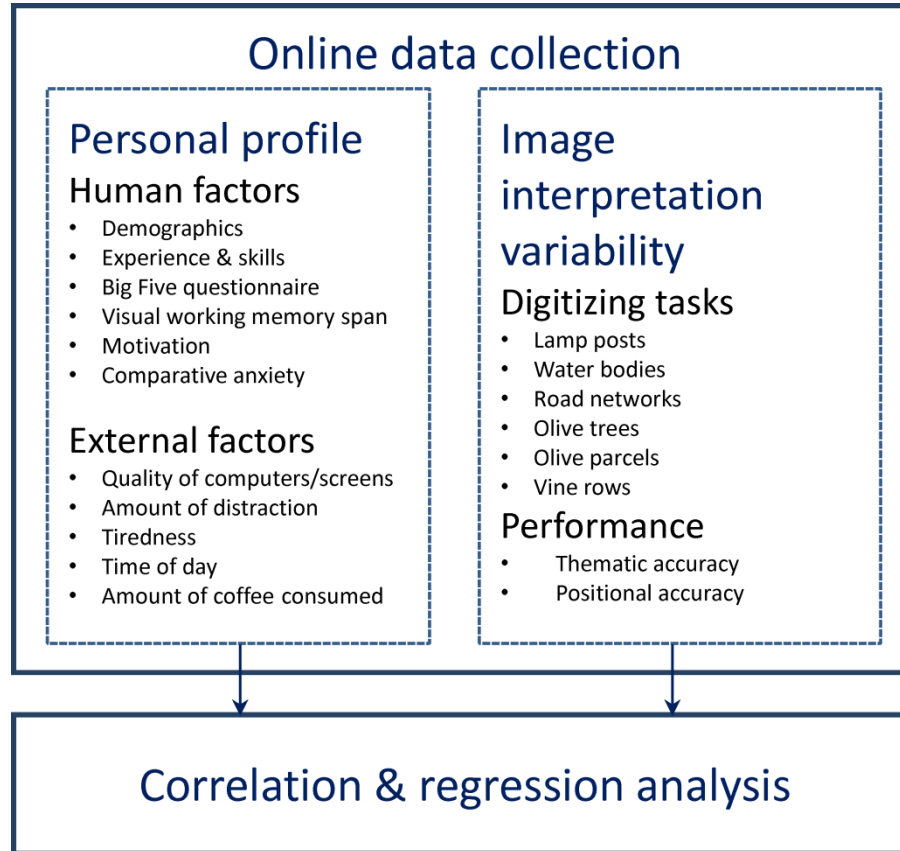 Online data collection
Personal profile
Human factors
• Demographics
• Experience & skills
• Big Five questionnaire
• Visual working memory span
• Motivation
• Comparative anxiety
External factors
• Quality of computers/screens
• Amount of distraction
• Tiredness
• Time of day
• Amount of coffee consumed
Image
interpretation
variability
Digitizing tasks
• Lamp posts
• Water bodies
• Road networks
• Olive trees
• Olive parcels
• Vine rows
Performance
• Thematic accuracy
• Positional accuracy
Correlation & regression analysis